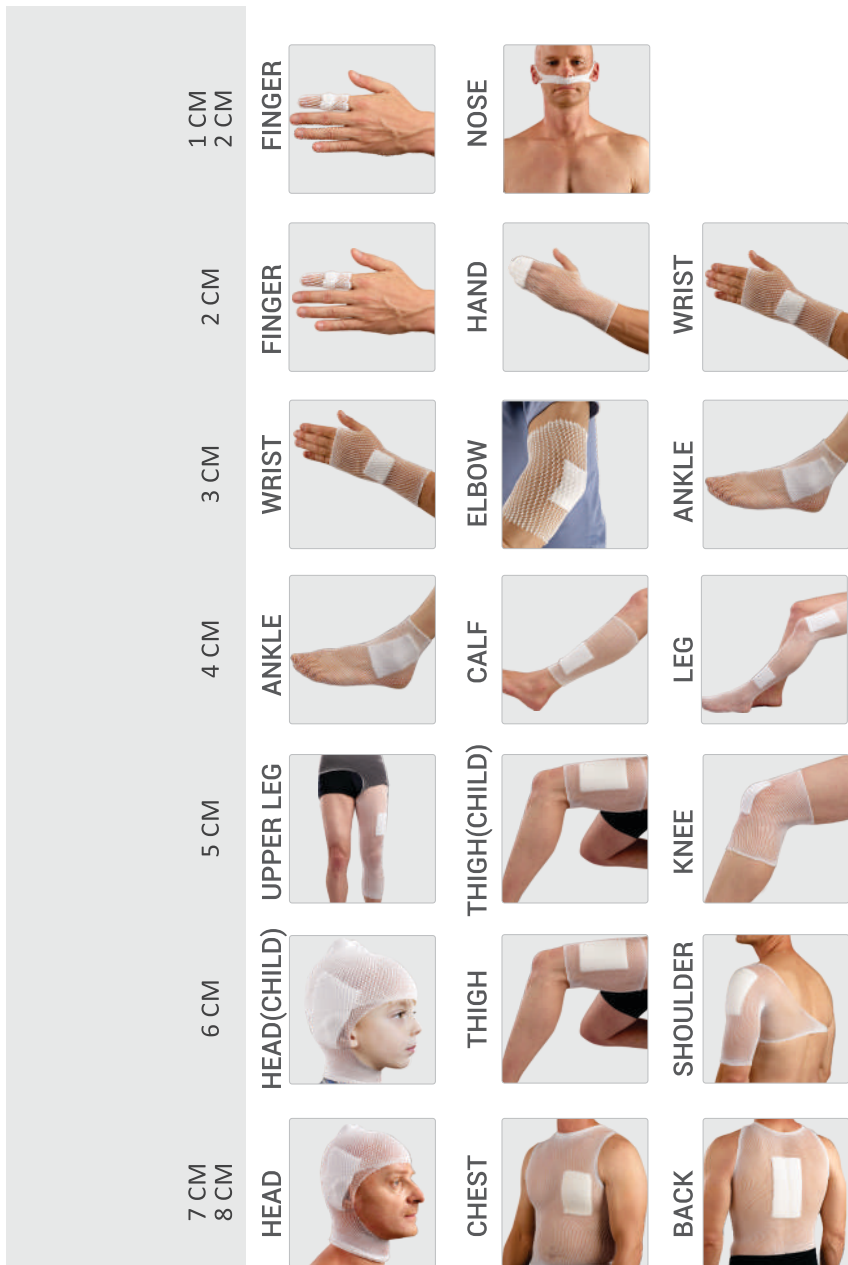 1 CM
2 CM
FINGER
NOSE
2 CM
FINGER
HAND
WRIST
3 CM
WRIST
ELBOW
ANKLE
4 CM
ANKLE
CALF
LEG
5 CM
UPPER LEG
THIGH(CHILD)
KNEE
6 CM
HEAD(CHILD)
THIGH
SHOULDER
7 CM
8 CM
HEAD
CHEST
BACK